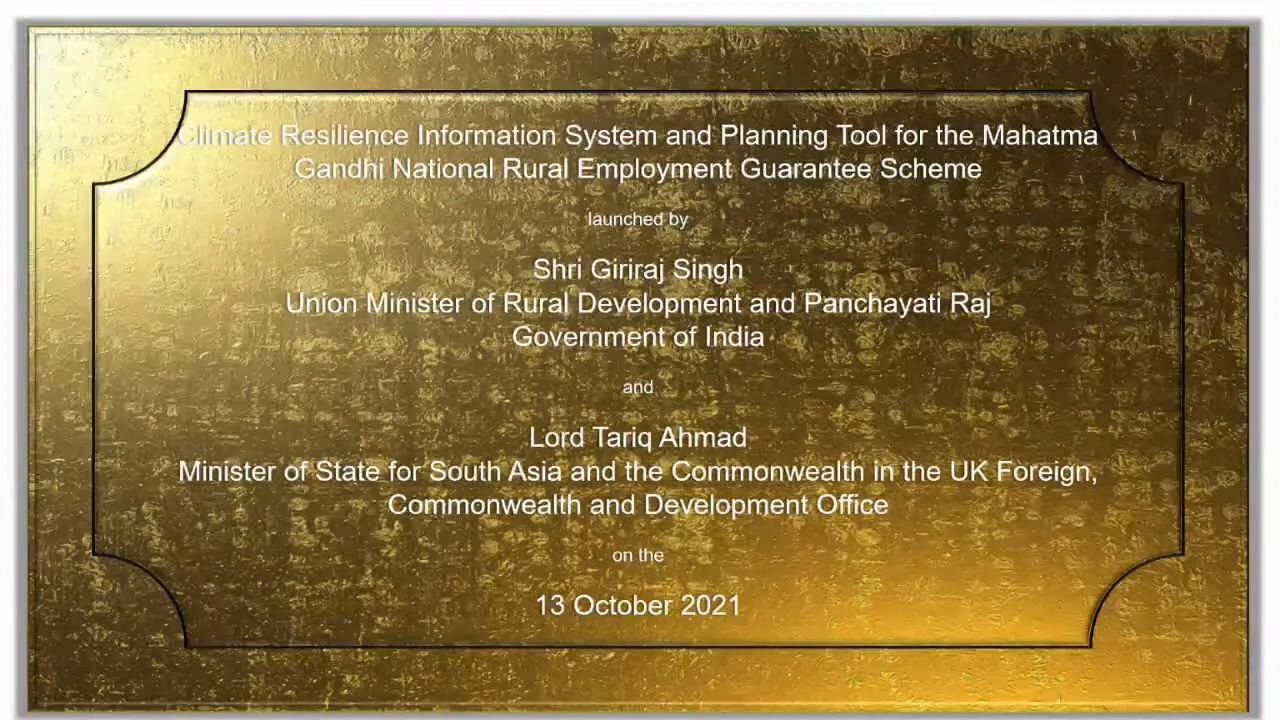 Climate Resilience Information System and Planning Tool for the Mahatma
Gandhi National Rural Employment Guarantee Scheme
launched by
Shri Giriraj Singh
Union Minister of Rural Development and Panchayati Raj
Government of India
and
Lord Tariq Ahmad
Minister of State for South Asia and the Commonwealth in the UK Foreign,
Commonwealth and Development Office
on the
13 October 2021